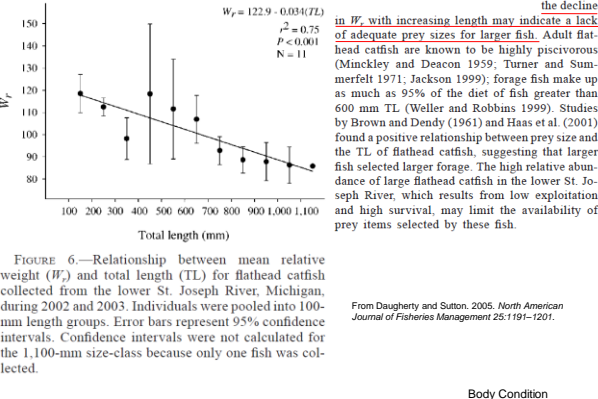 W_r = 122.9 - 0.034(TL)
r² = 0.75
P < 0.001
N = 11
150
140
130
120
110
100
90
80
W_r
100 200 300 400 500 600 700 800 900 1,000 1,100
Total length (mm)
FIGURE 6.—Relationship between mean relative
weight (W_r) and total length (TL) for flathead catfish
collected from the lower St. Joseph River, Michigan,
during 2002 and 2003. Individuals were pooled into 100-
mm length groups. Error bars represent 95% confidence
intervals. Confidence intervals were not calculated for
the 1,100-mm size-class because only one fish was col-
lected.
the decline
in W_r with increasing length may indicate a lack
of adequate prey sizes for larger fish. Adult flat-
head catfish are known to be highly piscivorous
(Minckley and Deacon 1959; Turner and Sum-
merfelt 1971; Jackson 1999); forage fish make up
as much as 95% of the diet of fish greater than
600 mm TL (Weller and Robbins 1999). Studies
by Brown and Dendy (1961) and Haas et al. (2001)
found a positive relationship between prey size and
the TL of flathead catfish, suggesting that larger
fish selected larger forage. The high relative abun-
dance of large flathead catfish in the lower St. Jo-
seph River, which results from low exploitation
and high survival, may limit the availability of
prey items selected by these fish.
From Daugherty and Sutton. 2005. North American
Journal of Fisheries Management 25:1191–1201.
Body Condition